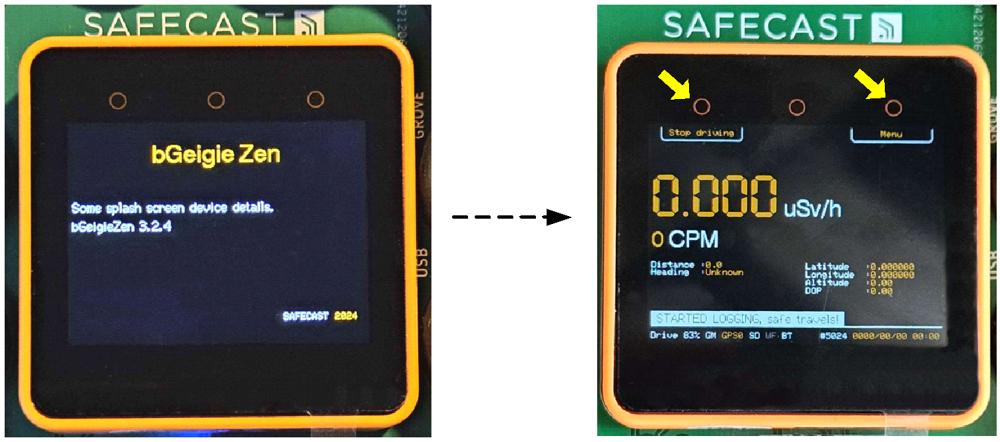 SAFECAST
GROVE
USB
bGeigie Zen
Some splash screen device details.
bGeigieZen 3.2.4
SAFECAST 2024
SAFECAST
Stop driving
Menu
0.000 uSv/h
0 CPM
Distance :0.0
Heading :Unknown
Latitude :0.000000
Longitude :0.000000
Altitude :0.00
DOP :0.00
STARTED LOGGING, safe travels!
Drive 83% GM GPS0 SD WF BT #5024 0000/00/00 00:00
USB